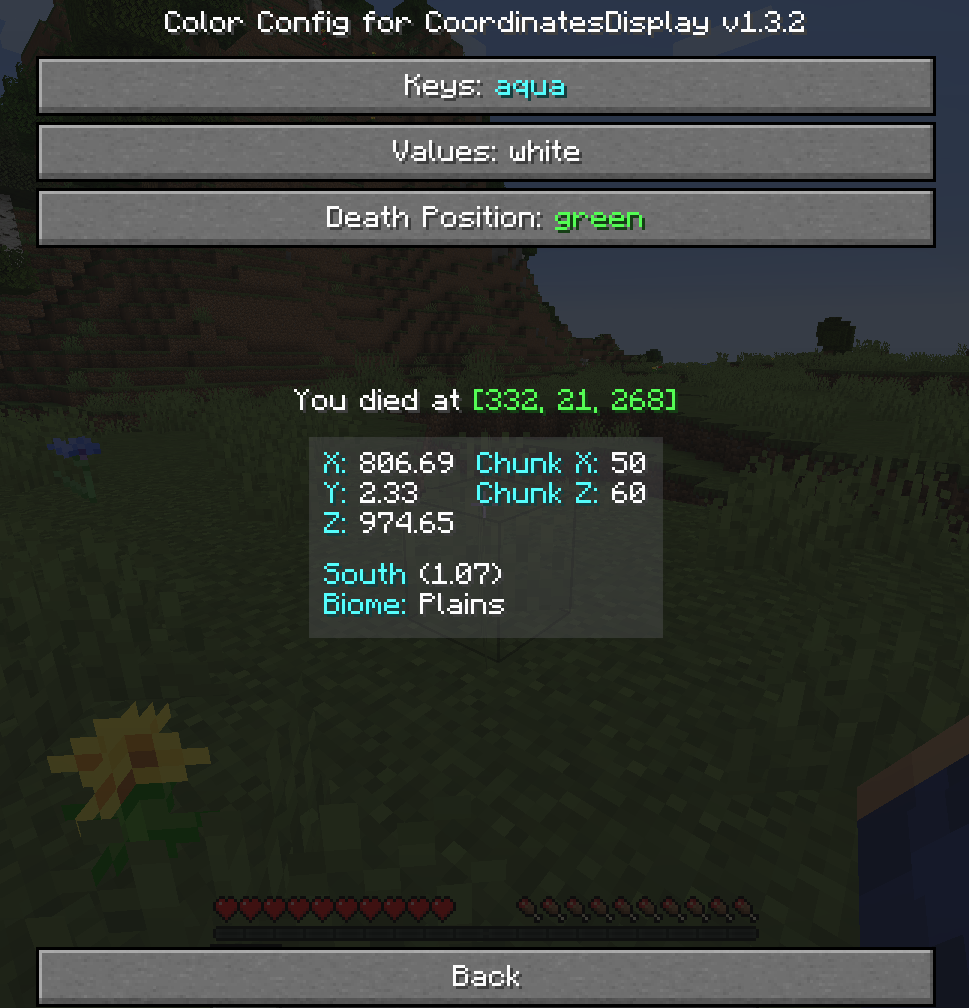 Color Config for CoordinatesDisplay v1.3.2
Keys: aqua
Values: white
Death Position: green
You died at [332, 21, 268]
X: 806.69 Chunk X: 50
Y: 2.33 Chunk Z: 60
Z: 974.65
South (1.07)
Biome: Plains
Back